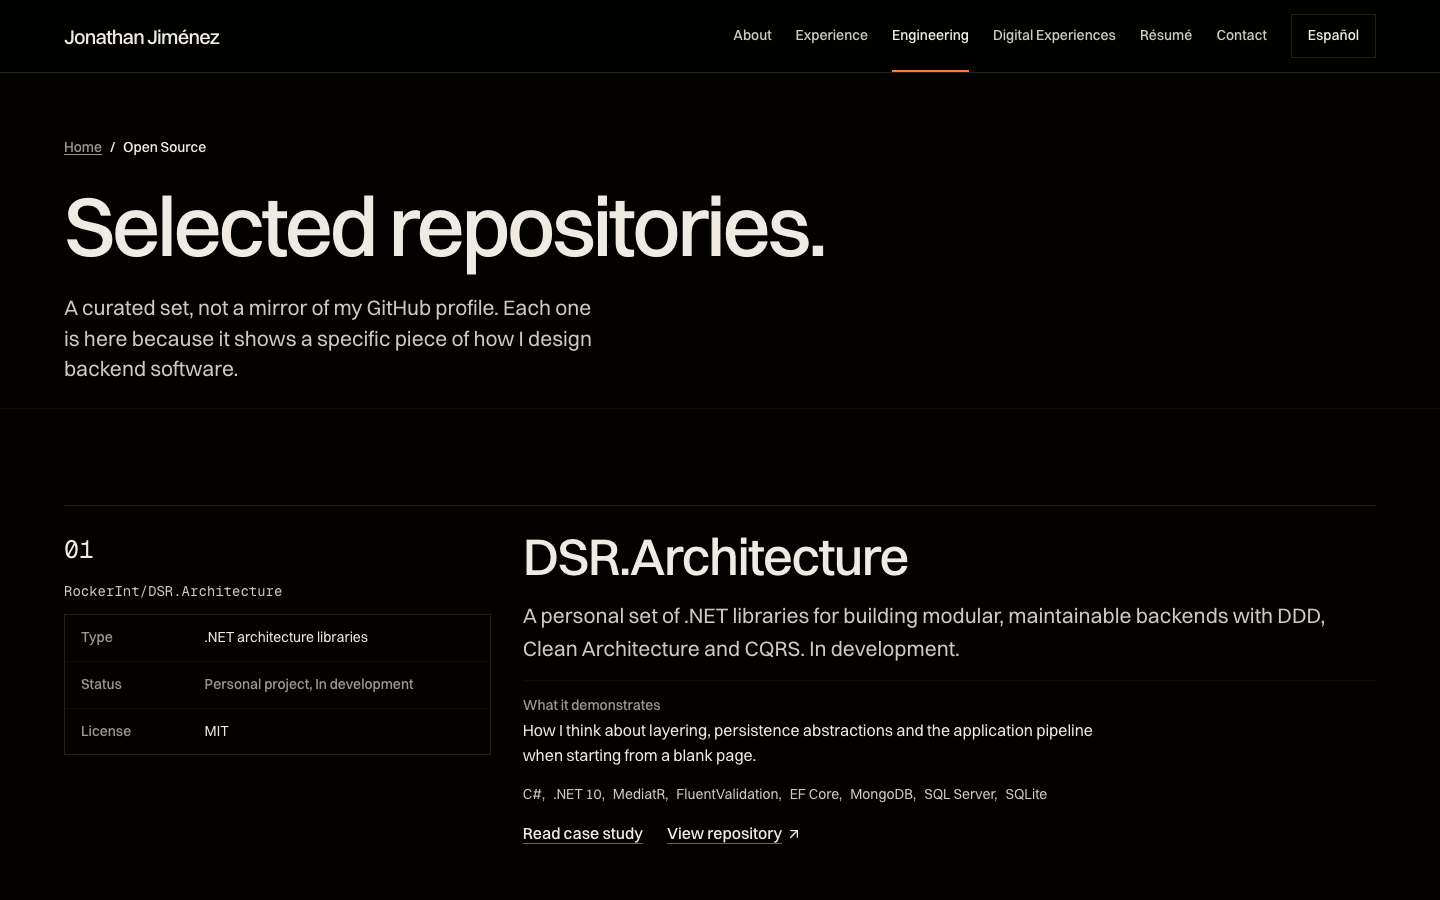 Jonathan Jiménez
About Experience Engineering Digital Experiences Résumé Contact Español
Home / Open Source
Selected repositories.
A curated set, not a mirror of my GitHub profile. Each one
is here because it shows a specific piece of how I design
backend software.
01
RockerInt/DSR.Architecture
Type .NET architecture libraries
Status Personal project, In development
License MIT
DSR.Architecture
A personal set of .NET libraries for building modular, maintainable backends with DDD,
Clean Architecture and CQRS. In development.
What it demonstrates
How I think about layering, persistence abstractions and the application pipeline
when starting from a blank page.
C#, .NET 10, MediatR, FluentValidation, EF Core, MongoDB, SQL Server, SQLite
Read case study View repository